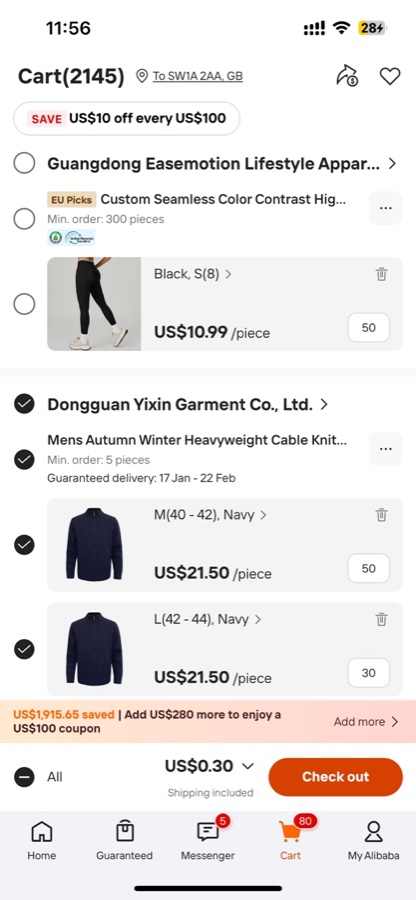 11:56
28
Cart(2145)
To SW1A 2AA, GB
SAVE US$10 off every US$100
Guangdong Easemotion Lifestyle Appar...
EU Picks Custom Seamless Color Contrast Hig...
Min. order: 300 pieces
Black, S(8)
US$10.99 /piece
50
Dongguan Yixin Garment Co., Ltd.
Mens Autumn Winter Heavyweight Cable Knit...
Min. order: 5 pieces
Guaranteed delivery: 17 Jan - 22 Feb
M(40 - 42), Navy
US$21.50 /piece
50
L(42 - 44), Navy
US$21.50 /piece
30
US$1,915.65 saved | Add US$280 more to enjoy a
US$100 coupon
Add more
All
US$0.30
Shipping included
Check out
5
80
Home
Guaranteed
Messenger
Cart
My Alibaba